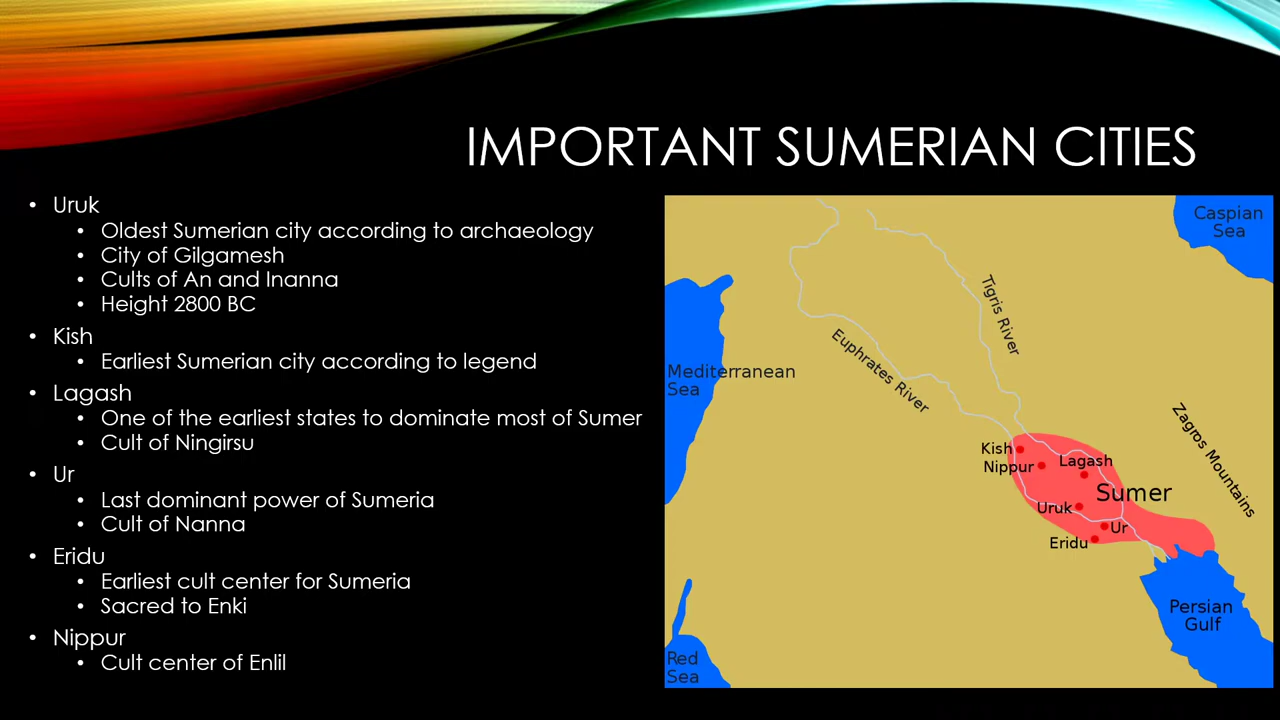 IMPORTANT SUMERIAN CITIES
• Uruk
• Oldest Sumerian city according to archaeology
• City of Gilgamesh
• Cults of An and Inanna
• Height 2800 BC
• Kish
• Earliest Sumerian city according to legend
• Lagash
• One of the earliest states to dominate most of Sumer
• Cult of Ningirsu
• Ur
• Last dominant power of Sumeria
• Cult of Nanna
• Eridu
• Earliest cult center for Sumeria
• Sacred to Enki
• Nippur
• Cult center of Enlil
Caspian
Sea
Tigris River
Euphrates River
Mediterranean
Sea
Zagros Mountains
Kish
Nippur
Lagash
Sumer
Uruk
Ur
Eridu
Persian
Gulf
Red
Sea